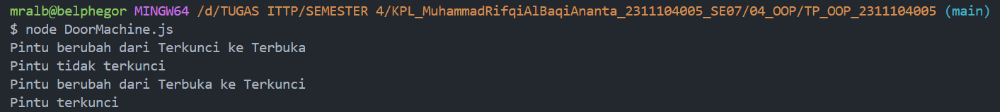 mralb@belphegor MINGW64 /d/TUGAS ITTP/SEMESTER 4/KPL_MuhammadRifqiAlBaqiAnanta_2311104005_SE07/04_OOP/TP_OOP_2311104005 (main)
$ node DoorMachine.js
Pintu berubah dari Terkunci ke Terbuka
Pintu tidak terkunci
Pintu berubah dari Terbuka ke Terkunci
Pintu terkunci